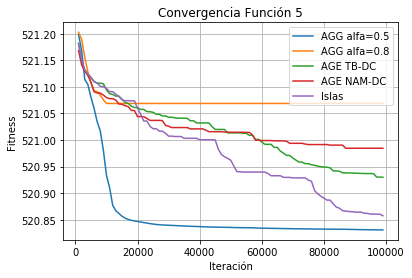 Convergencia Función 5
Fitness
521.20
521.15
521.10
521.05
521.00
520.95
520.90
520.85
AGG alfa=0.5
AGG alfa=0.8
AGE TB-DC
AGE NAM-DC
Islas
0
20000
40000
60000
80000
100000
Iteración